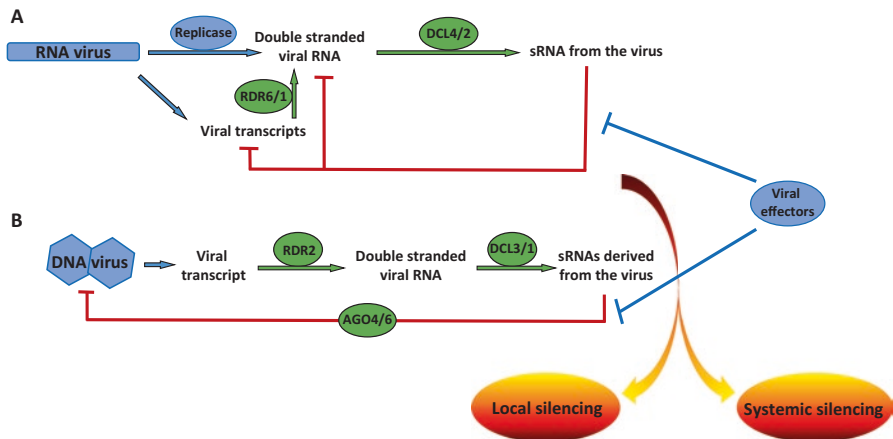 A
Replicase
RNA virus
Double stranded
viral RNA
DCL4/2
sRNA from the virus
RDR6/1
Viral transcripts
Viral
effectors
B
DNA virus
Viral
transcript
RDR2
Double stranded
viral RNA
DCL3/1
sRNAs derived
from the virus
AGO4/6
Local silencing
Systemic silencing